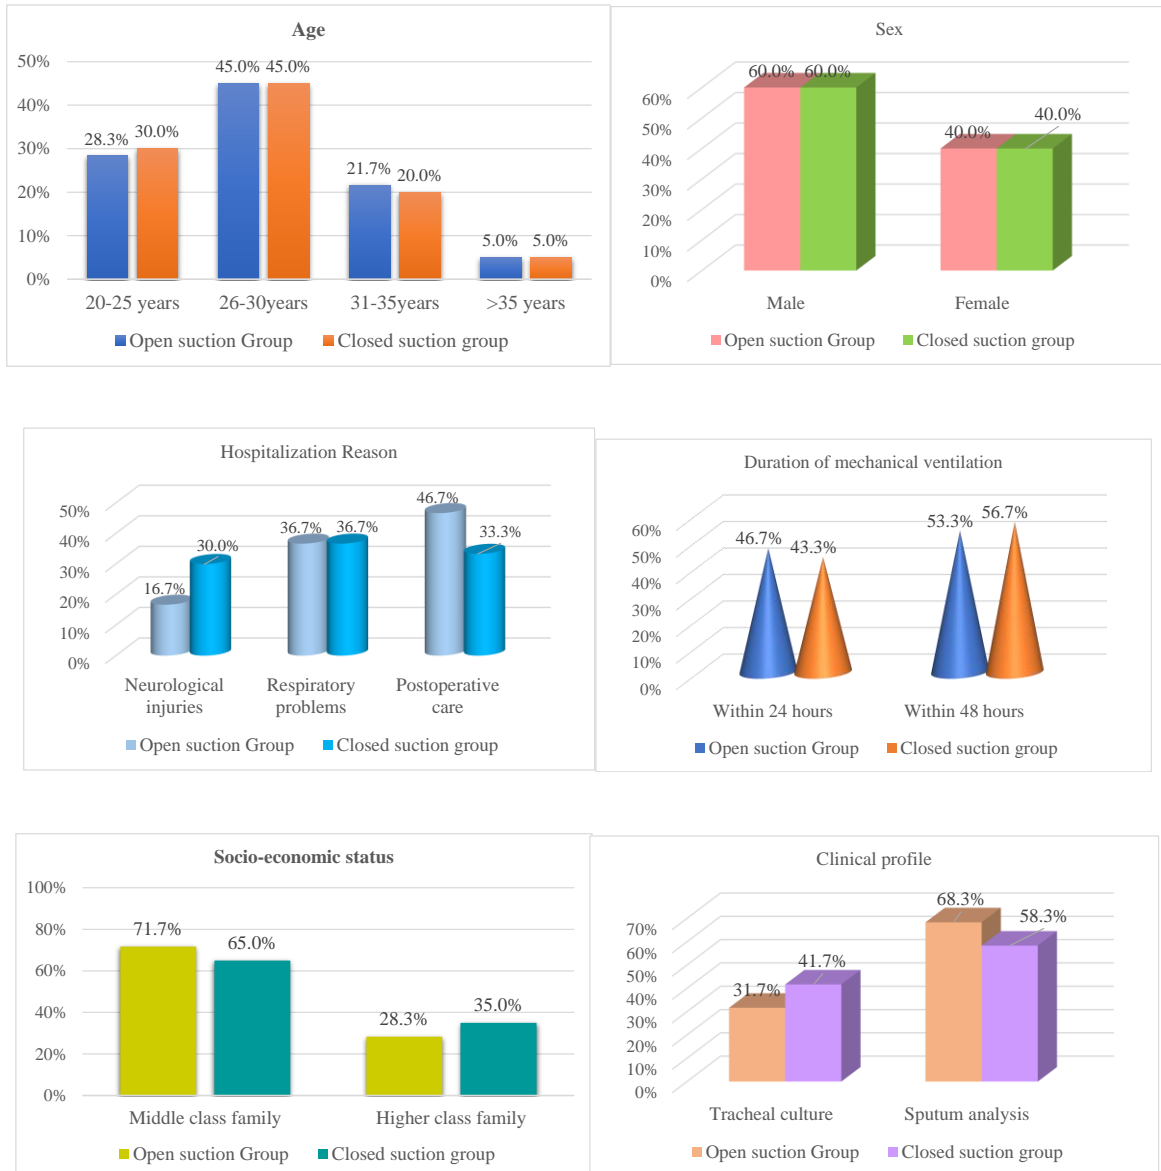 Age
50%
40%
30%
20%
10%
0%
28.3%
30.0%
45.0%
45.0%
21.7%
20.0%
5.0%
5.0%
20-25 years
26-30years
31-35years
>35 years
Open suction Group
Closed suction group
Sex
60%
50%
40%
30%
20%
10%
0%
60.0%
60.0%
40.0%
40.0%
Male
Female
Open suction Group
Closed suction group
Hospitalization Reason
50%
40%
30%
20%
10%
0%
16.7%
30.0%
36.7%
36.7%
46.7%
33.3%
Neurological
injuries
Respiratory
problems
Postoperative
care
Open suction Group
Closed suction group
Duration of mechanical ventilation
60%
50%
40%
30%
20%
10%
0%
46.7%
43.3%
53.3%
56.7%
Within 24 hours
Within 48 hours
Open suction Group
Closed suction group
Socio-economic status
100%
80%
60%
40%
20%
0%
71.7%
65.0%
28.3%
35.0%
Middle class family
Higher class family
Open suction Group
Closed suction group
Clinical profile
70%
60%
50%
40%
30%
20%
10%
0%
31.7%
41.7%
68.3%
58.3%
Tracheal culture
Sputum analysis
Open suction Group
Closed suction group